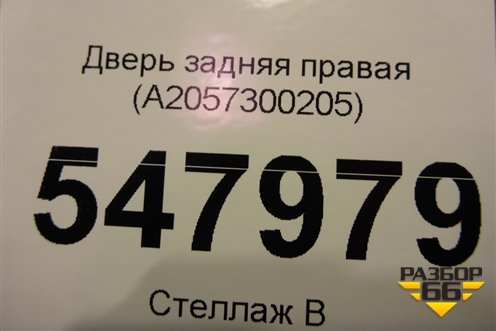 Дверь задняя правая
(A2057300205)
547979
РАЗБОР
66
Стеллаж В